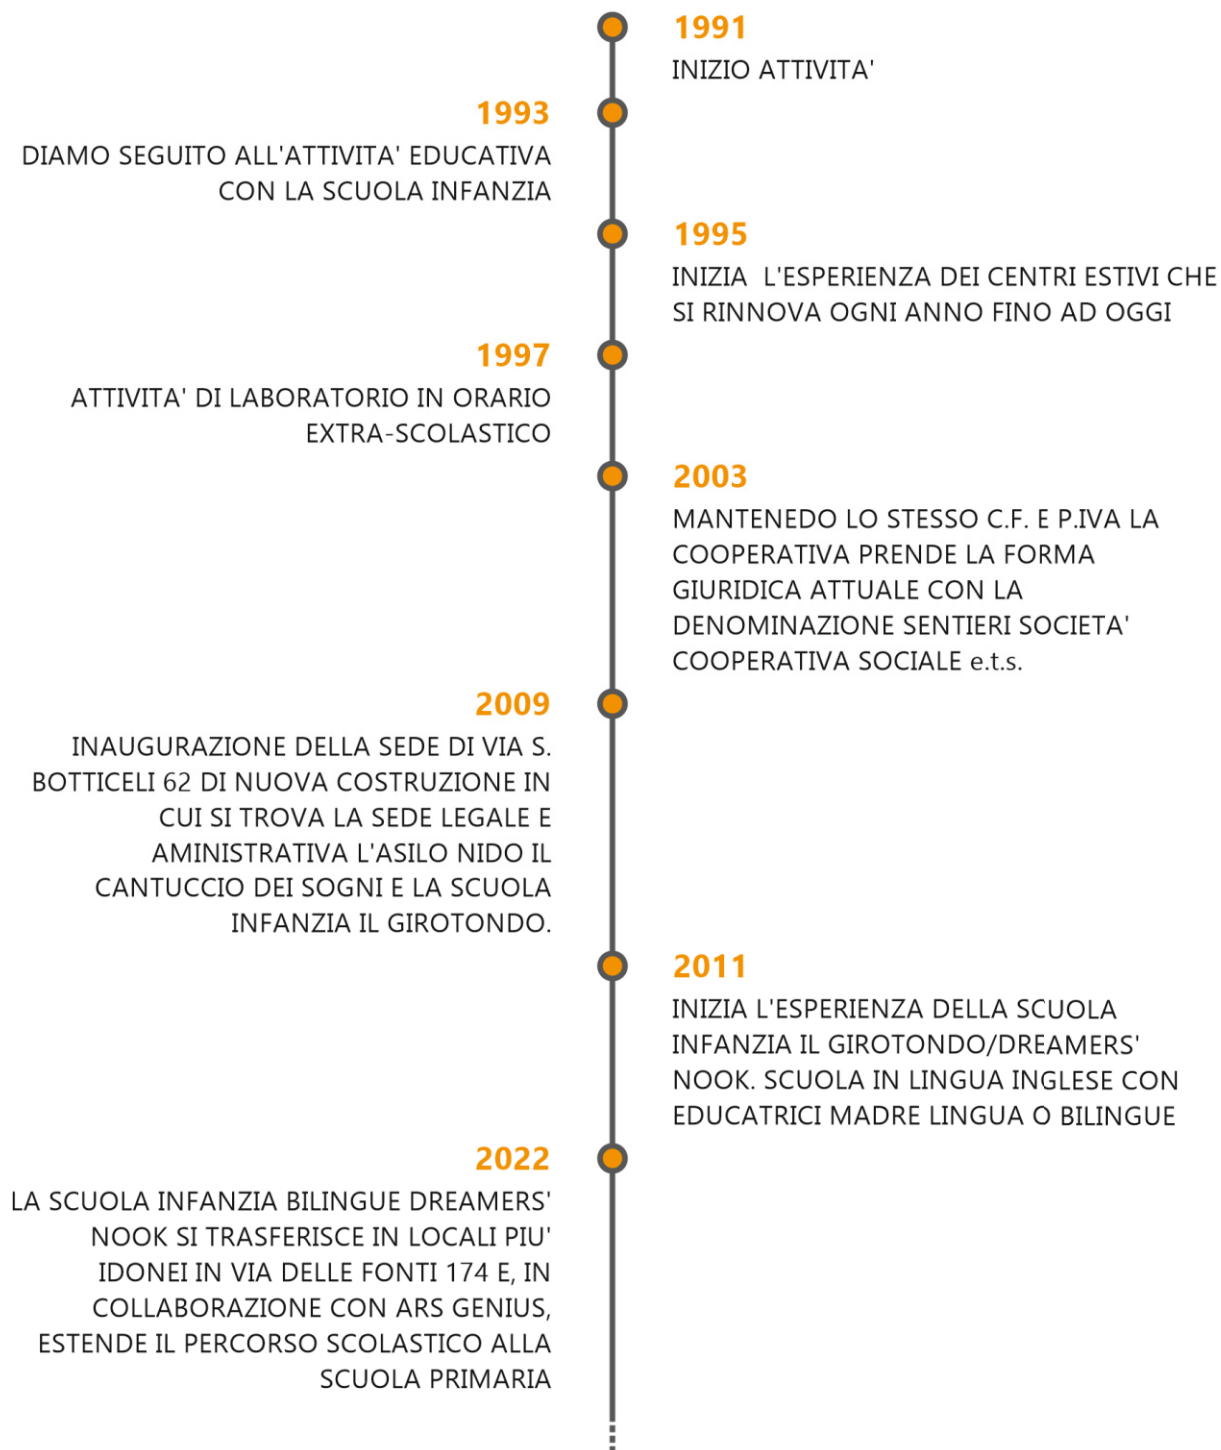 1991
INIZIO ATTIVITA'
1993
DIAMO SEGUITO ALL'ATTIVITA' EDUCATIVA
CON LA SCUOLA INFANZIA
1995
INIZIA  L'ESPERIENZA DEI CENTRI ESTIVI CHE
SI RINNOVA OGNI ANNO FINO AD OGGI
1997
ATTIVITA' DI LABORATORIO IN ORARIO
EXTRA-SCOLASTICO
2003
MANTENEDO LO STESSO C.F. E P.IVA LA
COOPERATIVA PRENDE LA FORMA
GIURIDICA ATTUALE CON LA
DENOMINAZIONE SENTIERI SOCIETA'
COOPERATIVA SOCIALE e.t.s.
2009
INAUGURAZIONE DELLA SEDE DI VIA S.
BOTTICELI 62 DI NUOVA COSTRUZIONE IN
CUI SI TROVA LA SEDE LEGALE E
AMINISTRATIVA L'ASILO NIDO IL
CANTUCCIO DEI SOGNI E LA SCUOLA
INFANZIA IL GIROTONDO.
2011
INIZIA L'ESPERIENZA DELLA SCUOLA
INFANZIA IL GIROTONDO/DREAMERS'
NOOK. SCUOLA IN LINGUA INGLESE CON
EDUCATRICI MADRE LINGUA O BILINGUE
2022
LA SCUOLA INFANZIA BILINGUE DREAMERS'
NOOK SI TRASFERISCE IN LOCALI PIU'
IDONEI IN VIA DELLE FONTI 174 E, IN
COLLABORAZIONE CON ARS GENIUS,
ESTENDE IL PERCORSO SCOLASTICO ALLA
SCUOLA PRIMARIA